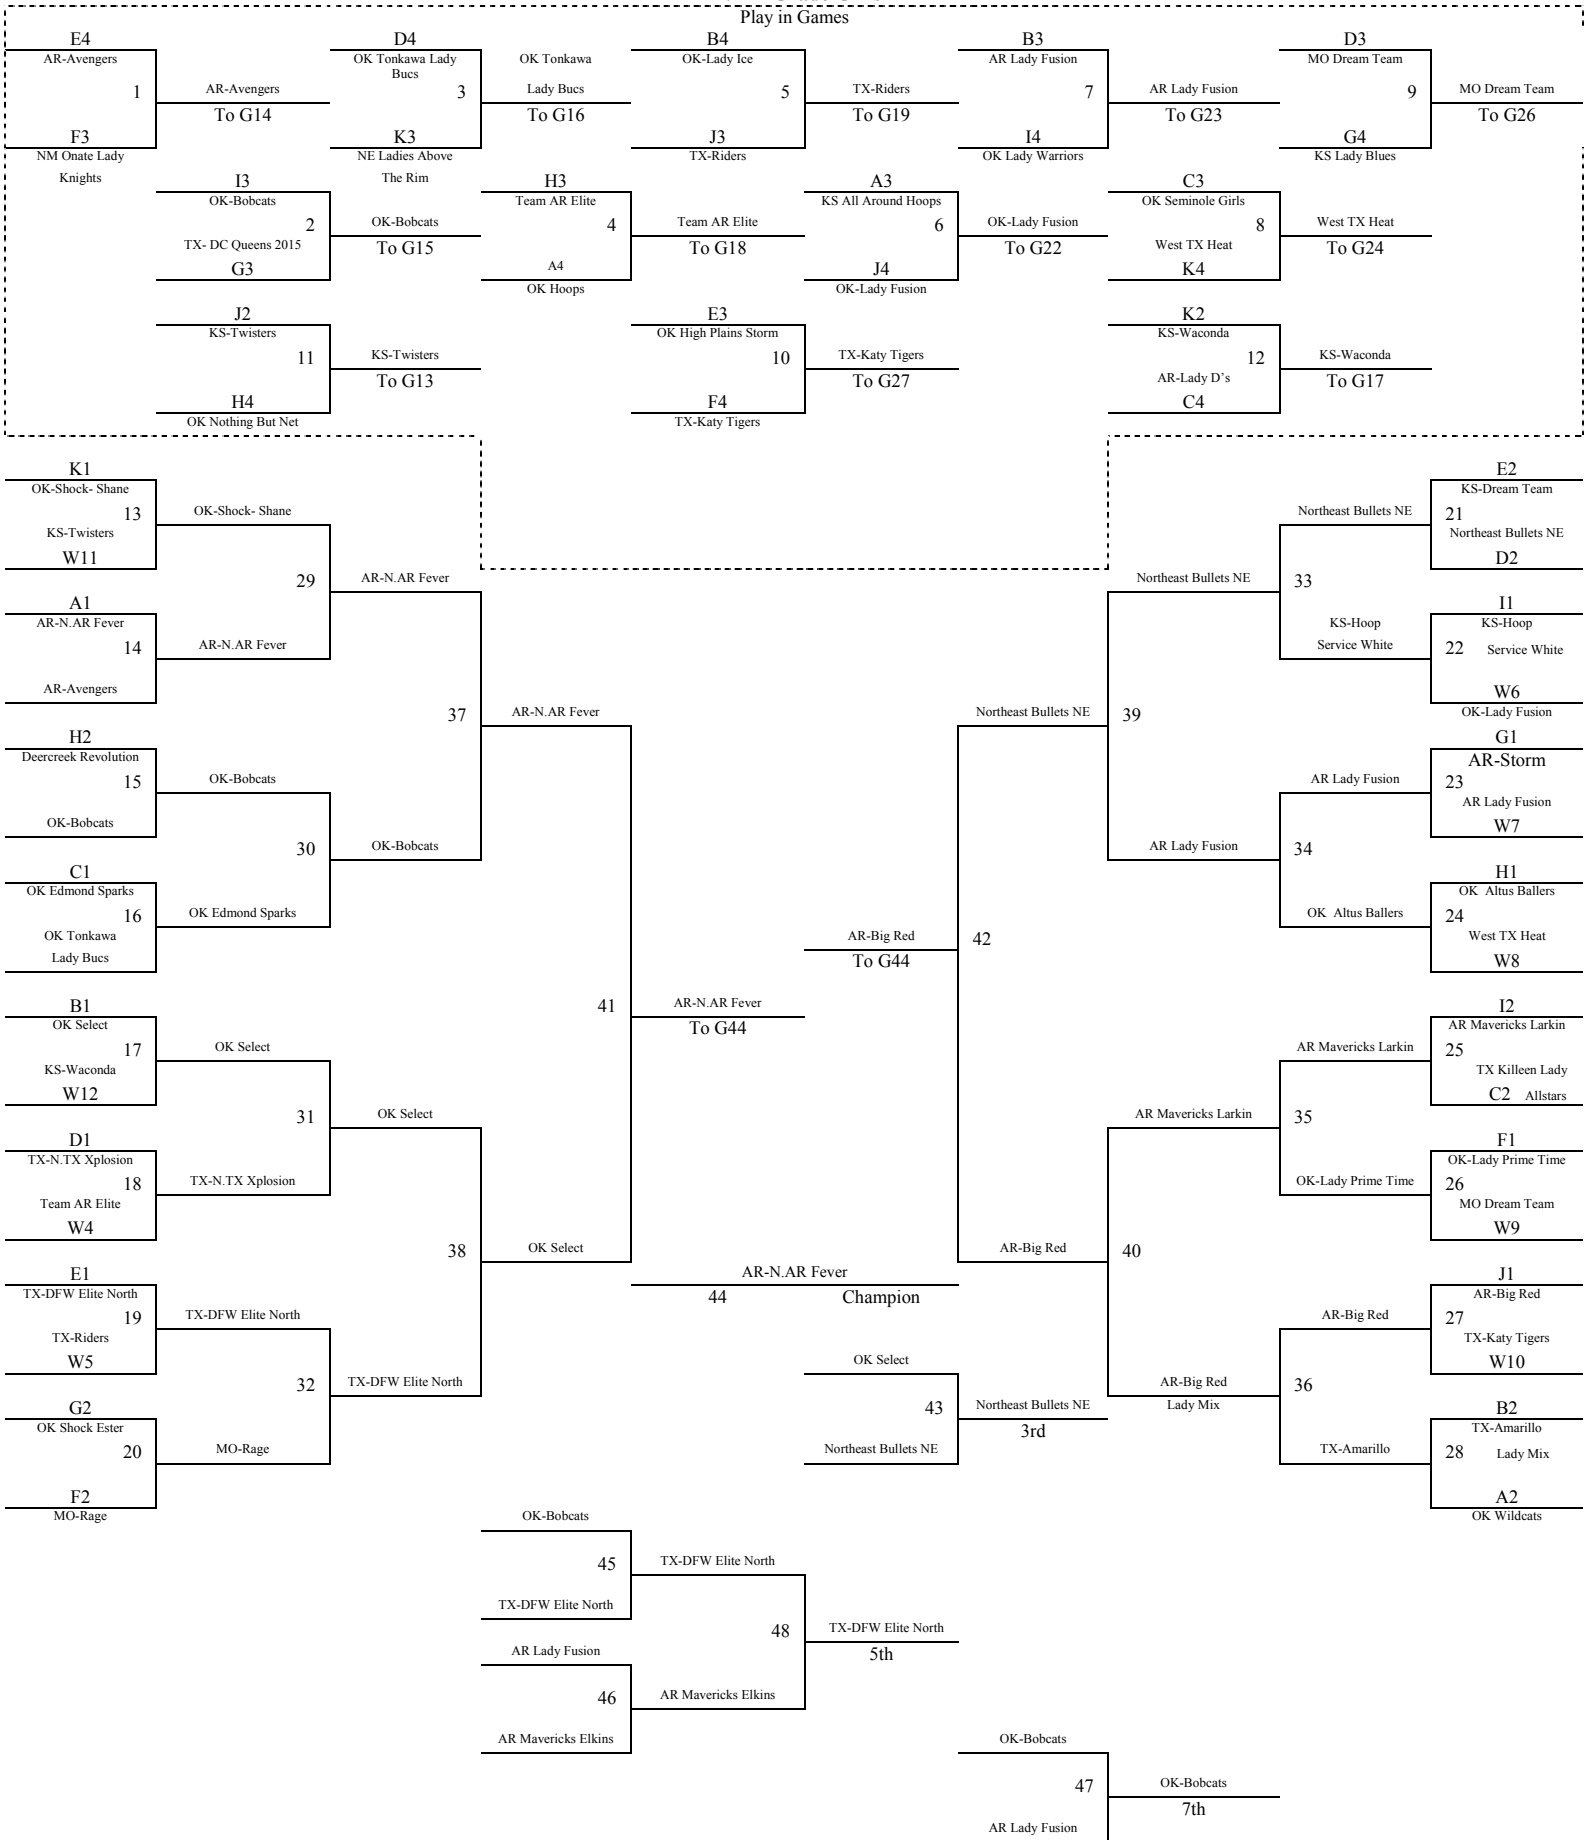 Play in Games
E4
AR-Avengers
1
F3
NM Onate Lady
Knights
AR-Avengers
To G14
D4
OK Tonkawa Lady
Bucs
3
K3
NE Ladies Above
The Rim
OK Tonkawa
Lady Bucs
To G16
B4
OK-Lady Ice
5
J3
TX-Riders
TX-Riders
To G19
B3
AR Lady Fusion
7
I4
OK Lady Warriors
AR Lady Fusion
To G23
D3
MO Dream Team
9
G4
KS Lady Blues
MO Dream Team
To G26
I3
OK-Bobcats
2
TX- DC Queens 2015
G3
OK-Bobcats
To G15
H3
Team AR Elite
4
A4
OK Hoops
Team AR Elite
To G18
A3
KS All Around Hoops
6
J4
OK-Lady Fusion
OK-Lady Fusion
To G22
C3
OK Seminole Girls
8
West TX Heat
K4
West TX Heat
To G24
J2
KS-Twisters
11
H4
OK Nothing But Net
KS-Twisters
To G13
E3
OK High Plains Storm
10
F4
TX-Katy Tigers
TX-Katy Tigers
To G27
K2
KS-Waconda
12
AR-Lady D’s
C4
KS-Waconda
To G17
K1
OK-Shock- Shane
13
KS-Twisters
W11
OK-Shock- Shane
29
AR-N.AR Fever
A1
AR-N.AR Fever
14
AR-Avengers
AR-N.AR Fever
37
AR-N.AR Fever
H2
Deercreek Revolution
15
OK-Bobcats
OK-Bobcats
30
OK-Bobcats
C1
OK Edmond Sparks
16
OK Tonkawa
Lady Bucs
OK Edmond Sparks
41
AR-N.AR Fever
To G44
B1
OK Select
17
KS-Waconda
W12
OK Select
31
OK Select
D1
TX-N.TX Xplosion
18
Team AR Elite
W4
TX-N.TX Xplosion
38
OK Select
E1
TX-DFW Elite North
19
TX-Riders
W5
TX-DFW Elite North
32
TX-DFW Elite North
G2
OK Shock Ester
20
F2
MO-Rage
MO-Rage
E2
KS-Dream Team
21
Northeast Bullets NE
D2
Northeast Bullets NE
33
Northeast Bullets NE
I1
KS-Hoop
22 Service White
W6
OK-Lady Fusion
KS-Hoop
Service White
39
Northeast Bullets NE
G1
AR-Storm
23
AR Lady Fusion
W7
AR Lady Fusion
34
AR Lady Fusion
H1
OK Altus Ballers
24
West TX Heat
W8
OK Altus Ballers
42
AR-Big Red
To G44
I2
AR Mavericks Larkin
25
TX Killeen Lady
C2 Allstars
AR Mavericks Larkin
35
AR Mavericks Larkin
F1
OK-Lady Prime Time
26
MO Dream Team
W9
OK-Lady Prime Time
40
AR-Big Red
J1
AR-Big Red
27
TX-Katy Tigers
W10
AR-Big Red
36
AR-Big Red
Lady Mix
B2
TX-Amarillo
28 Lady Mix
A2
OK Wildcats
TX-Amarillo
AR-N.AR Fever
44 Champion
OK Select
43
Northeast Bullets NE
Northeast Bullets NE
3rd
OK-Bobcats
45
TX-DFW Elite North
TX-DFW Elite North
48
TX-DFW Elite North
5th
AR Lady Fusion
46
AR Mavericks Elkins
AR Mavericks Elkins
OK-Bobcats
47
AR Lady Fusion
OK-Bobcats
7th